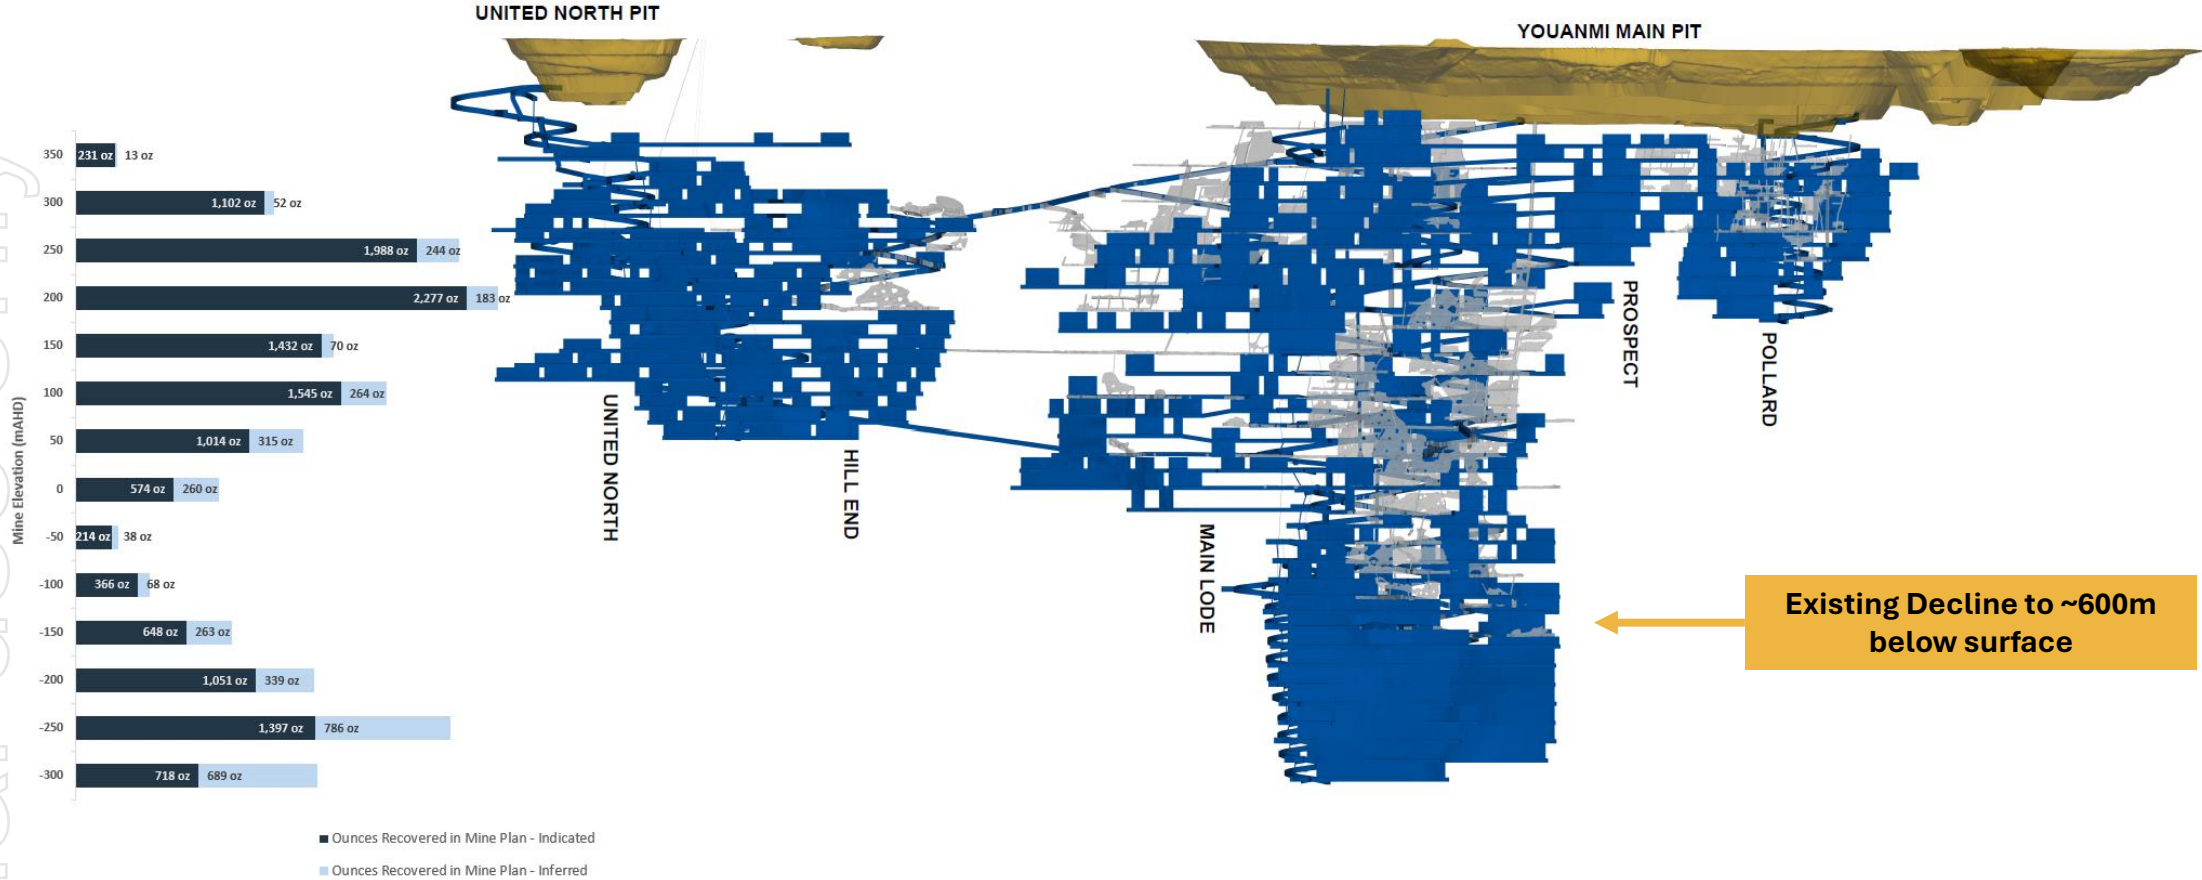 UNITED NORTH PIT
YOUANMI MAIN PIT
Mine Elevation (mAHD)
350 231 oz 13 oz
300 1,102 oz 52 oz
250 1,988 oz 244 oz
200 2,277 oz 183 oz
150 1,432 oz 70 oz
100 1,545 oz 264 oz
50 1,014 oz 315 oz
0 574 oz 260 oz
-50 214 oz 38 oz
-100 366 oz 68 oz
-150 648 oz 263 oz
-200 1,051 oz 339 oz
-250 1,397 oz 786 oz
-300 718 oz 689 oz
UNITED NORTH
HILL END
MAIN LODE
PROSPECT
POLLARD
Existing Decline to ~600m
below surface
Ounces Recovered in Mine Plan - Indicated
Ounces Recovered in Mine Plan - Inferred